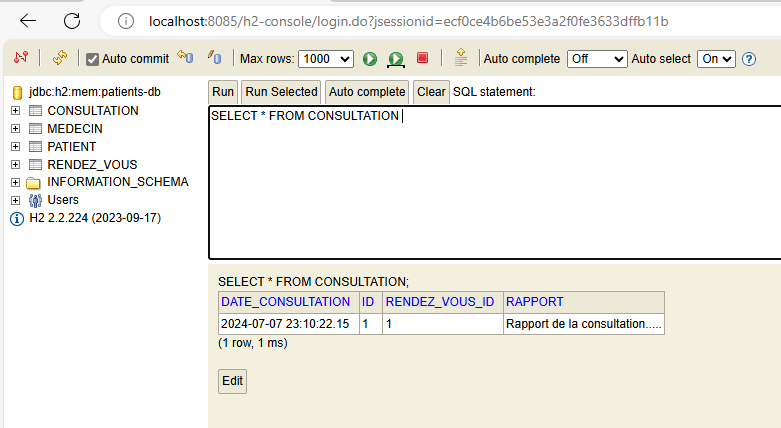 localhost:8085/h2-console/login.do?jsessionid=ecf0ce4b6be53e3a2f0fe3633dffb11b
Auto commit Max rows: 1000 Auto complete Off Auto select On ?
jdbc:h2:mem:patients-db
CONSULTATION
MEDECIN
PATIENT
RENDEZ_VOUS
INFORMATION_SCHEMA
Users
H2 2.2.224 (2023-09-17)
Run Run Selected Auto complete Clear SQL statement:
SELECT * FROM CONSULTATION
SELECT * FROM CONSULTATION;
DATE_CONSULTATION ID RENDEZ_VOUS_ID RAPPORT
2024-07-07 23:10:22.15 1 1 Rapport de la consultation.....
(1 row, 1 ms)
Edit